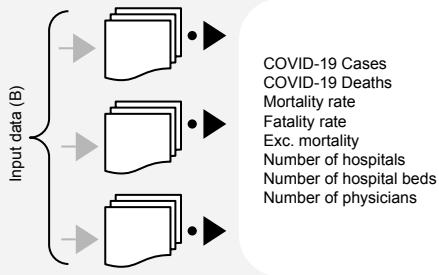 Input data (B)
COVID-19 Cases
COVID-19 Deaths
Mortality rate
Fatality rate
Exc. mortality
Number of hospitals
Number of hospital beds
Number of physicians